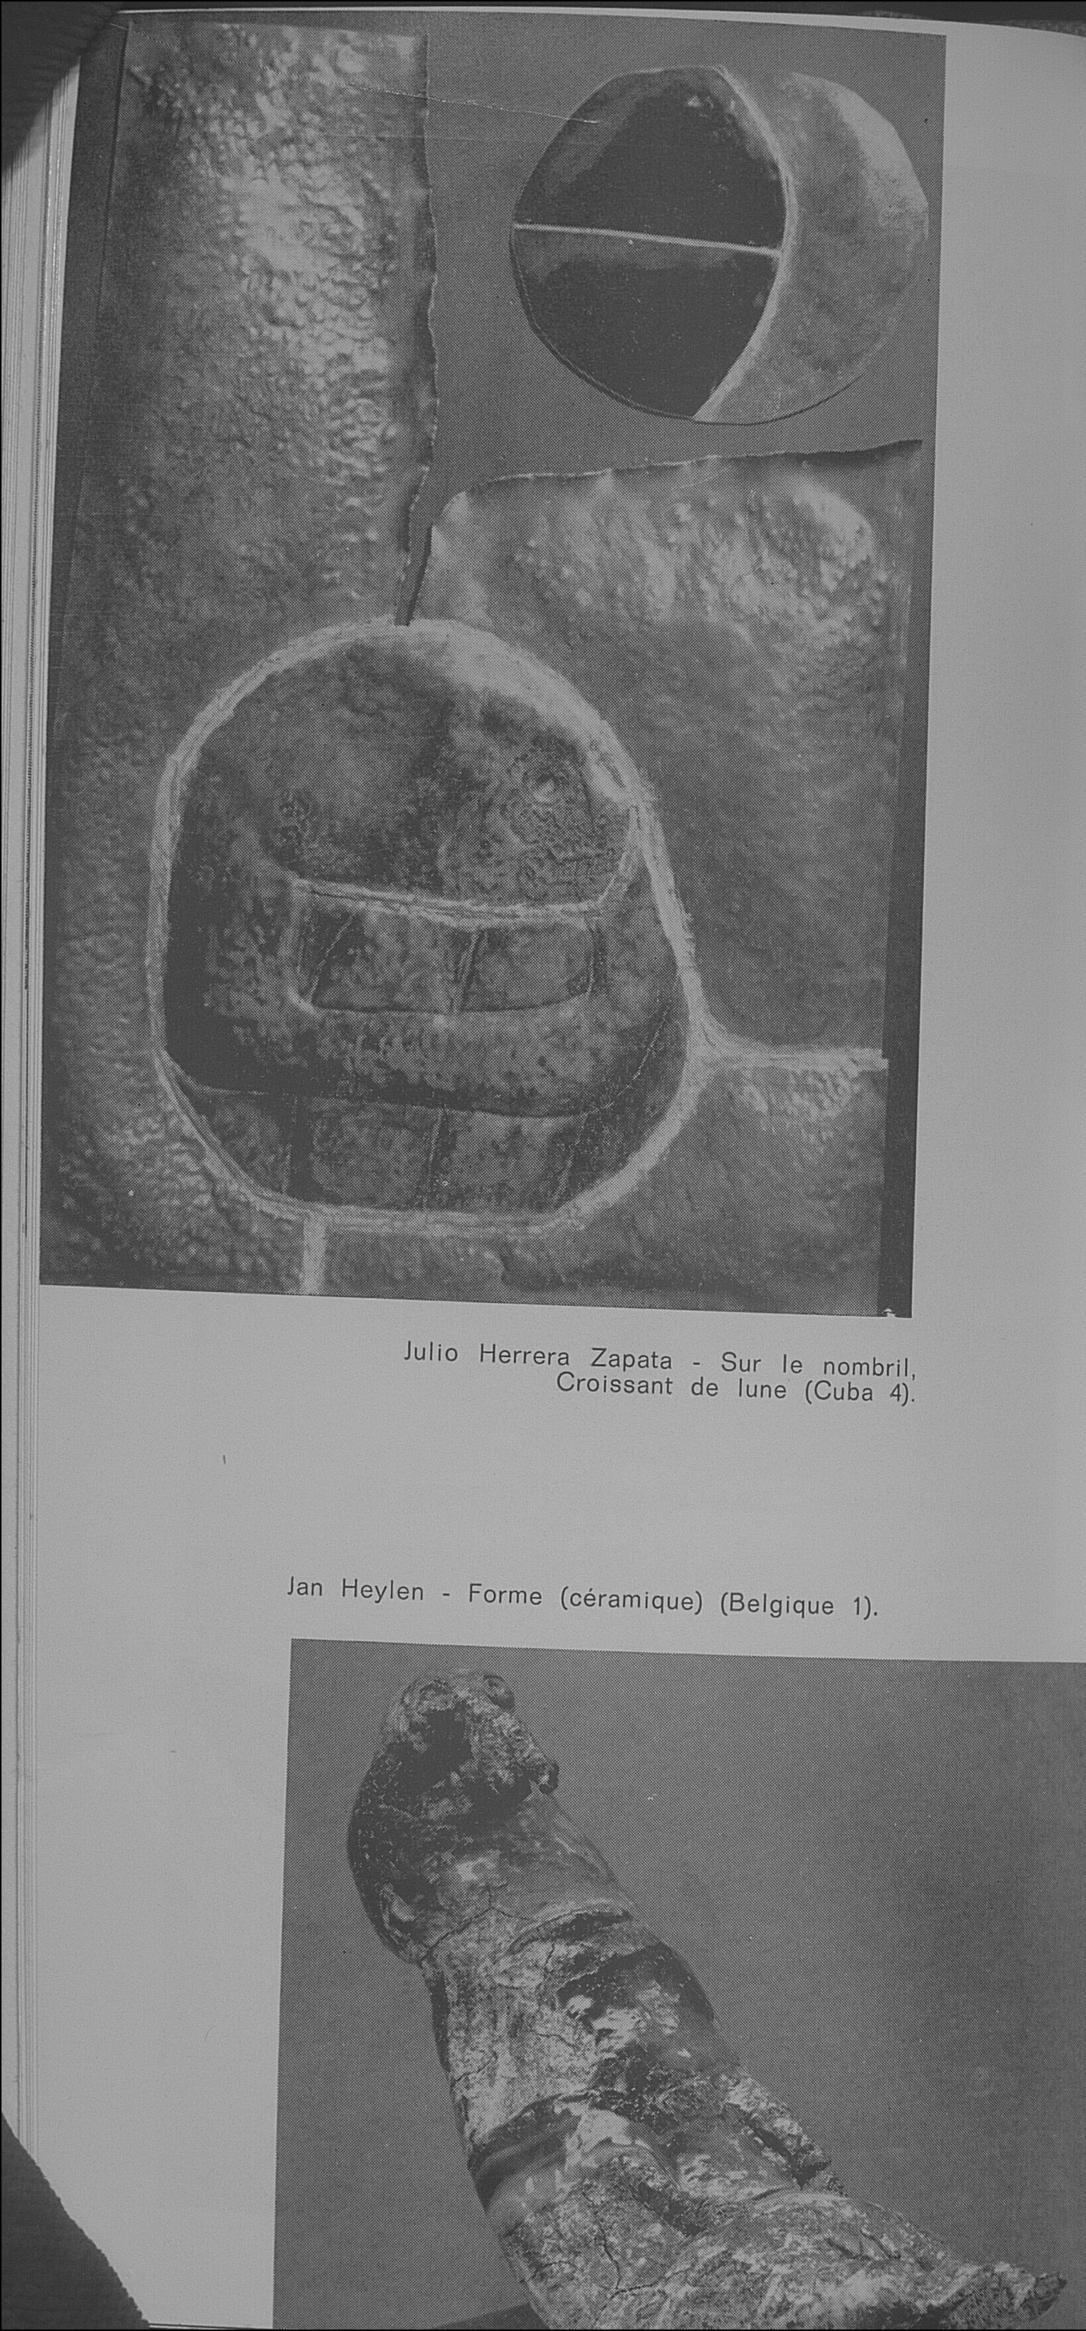 Julio Herrera Zapata - Sur le nombril,
Croissant de lune (Cuba 4).
Jan Heylen - Forme (céramique) (Belgique 1).